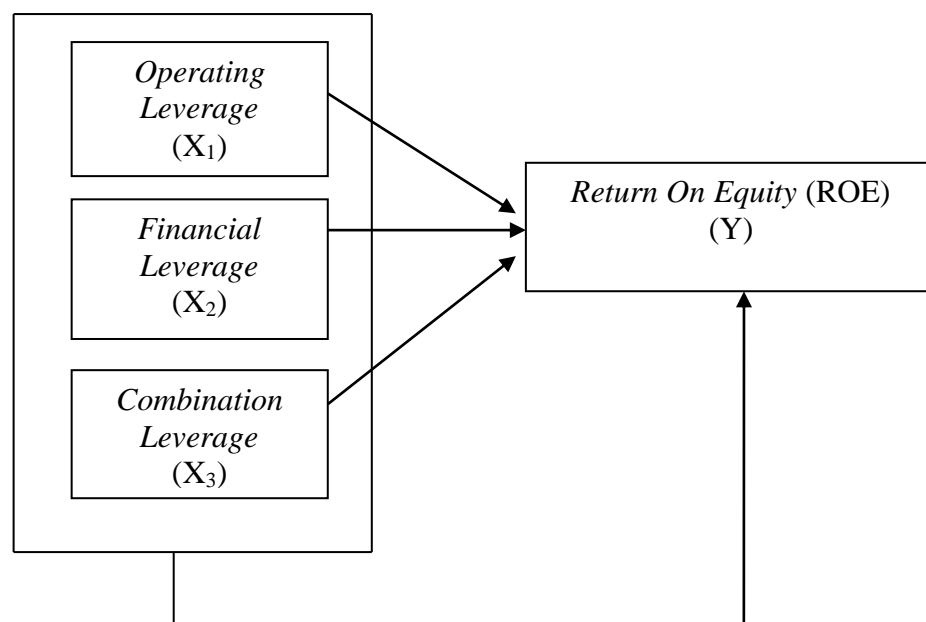 Operating
Leverage
(X₁)
Financial
Leverage
(X₂)
Combination
Leverage
(X₃)
Return On Equity (ROE)
(Y)